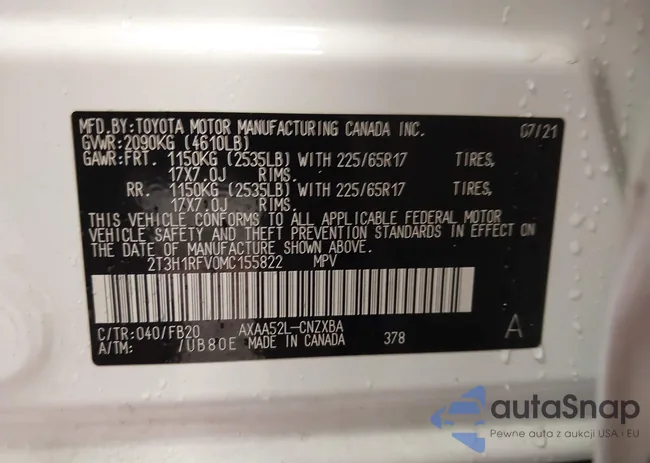 MFD.BY:TOYOTA MOTOR MANUFACTURING CANADA INC. 07/21
GVWR:2090KG (4610LB)
GAWR:FRT. 1150KG (2535LB) WITH 225/65R17 TIRES,
17X7.0J RIMS.
RR. 1150KG (2535LB) WITH 225/65R17 TIRES,
17X7.0J RIMS.
THIS VEHICLE CONFORMS TO ALL APPLICABLE FEDERAL MOTOR
VEHICLE SAFETY AND THEFT PREVENTION STANDARDS IN EFFECT ON
THE DATE OF MANUFACTURE SHOWN ABOVE.
2T3H1RFV0MC155822 MPV
C/TR:040/FB20 AXAA52L-CNZXBA A
A/TM: /UB80E MADE IN CANADA 378
autaSnap
Pewne auta z aukcji USA i EU